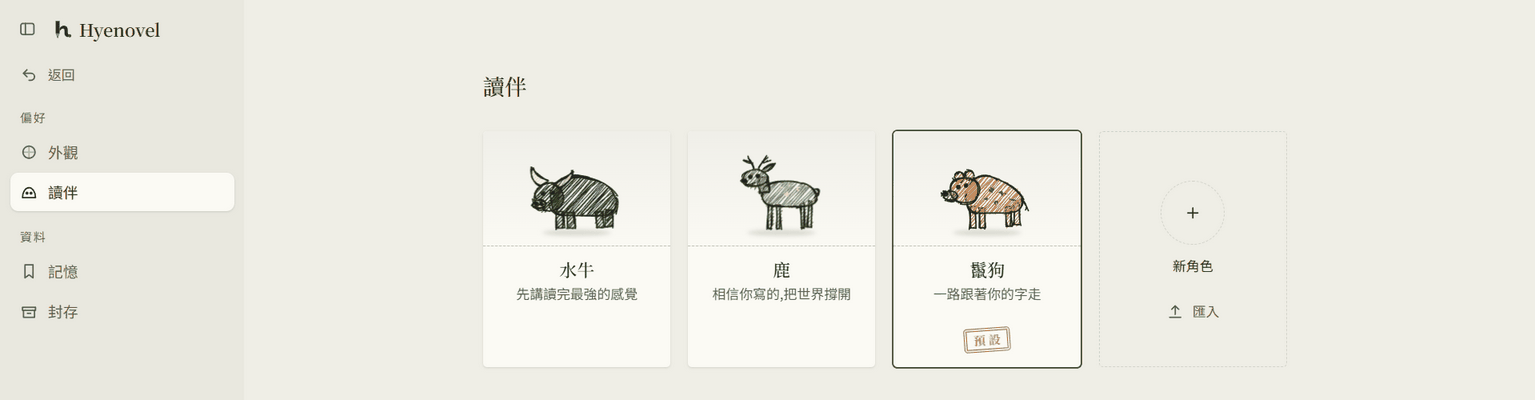 Hyenovel
返回
偏好
外觀
讀伴
資料
記憶
封存
讀伴
水牛
先講讀完最強的感覺
鹿
相信你寫的,把世界撐開
鬣狗
一路跟著你的字走
預設
新角色
匯入